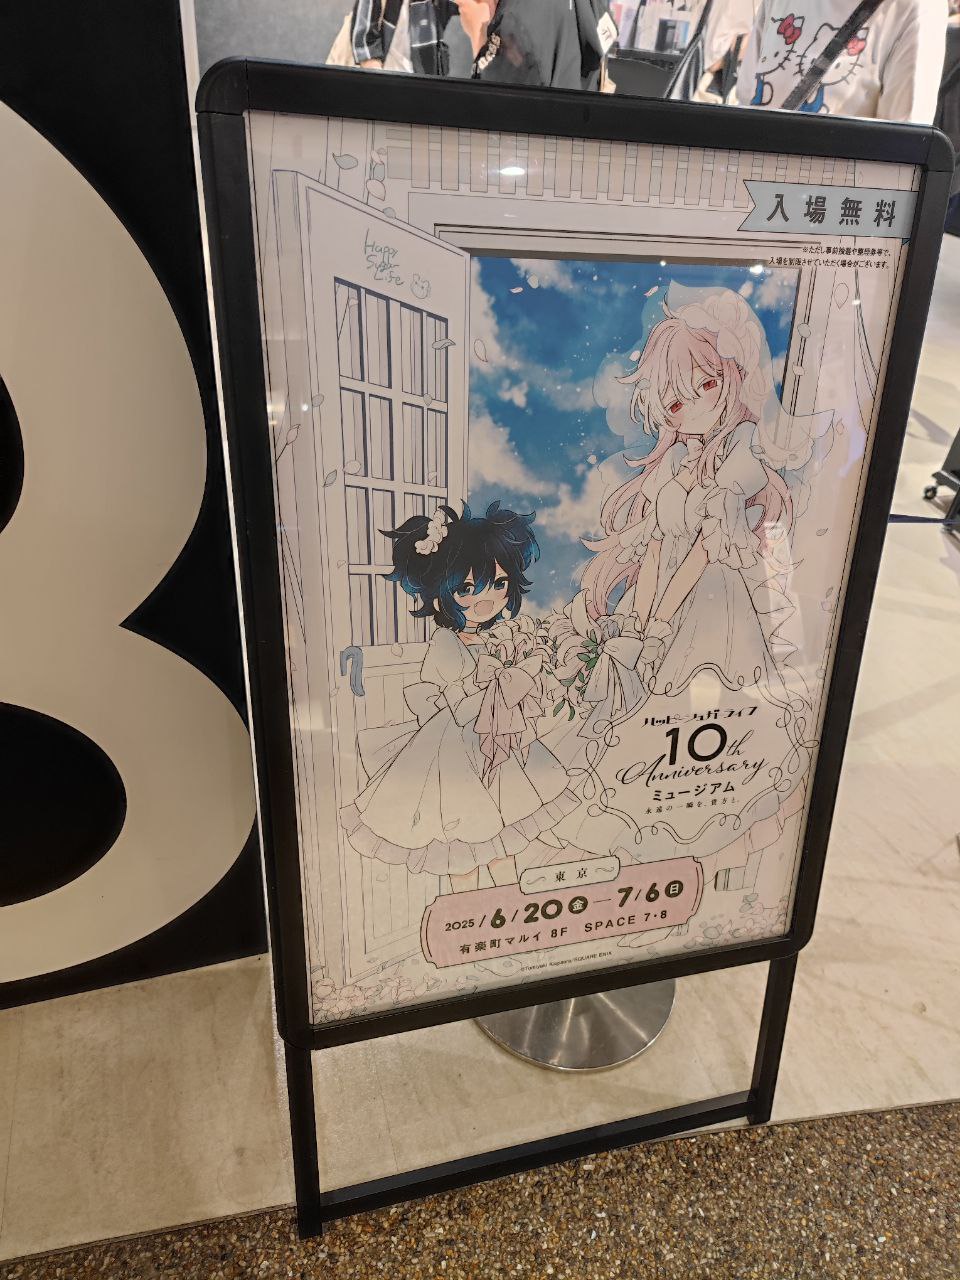 入場無料
※ただし事前抽選や整理券等で、
入場を制限させていただく場合がございます。
Happy
Sugar
Life
ハッピーシュガーライフ
10th
Anniversary
ミュージアム
永遠の一瞬を、貴方と。
東京
2025/6/20金—7/6日
有楽町マルイ 8F SPACE 7・8
©Tomiyaki Kagisora/SQUARE ENIX
B